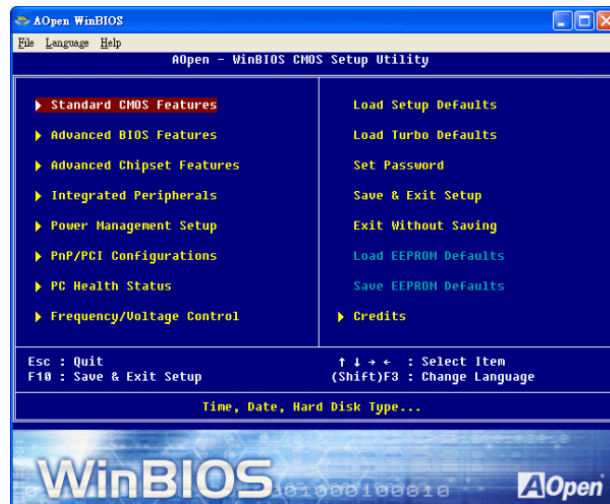 AOpen WinBIOS
File Language Help
AOpen - WinBIOS CMOS Setup Utility
Standard CMOS Features
Advanced BIOS Features
Advanced Chipset Features
Integrated Peripherals
Power Management Setup
PnP/PCI Configurations
PC Health Status
Frequency/Voltage Control
Load Setup Defaults
Load Turbo Defaults
Set Password
Save & Exit Setup
Exit Without Saving
Load EEPROM Defaults
Save EEPROM Defaults
Credits
Esc : Quit
F10 : Save & Exit Setup
↑ ↓ → ← : Select Item
(Shift)F3 : Change Language
Time, Date, Hard Disk Type...
WinBIOS
AOpen